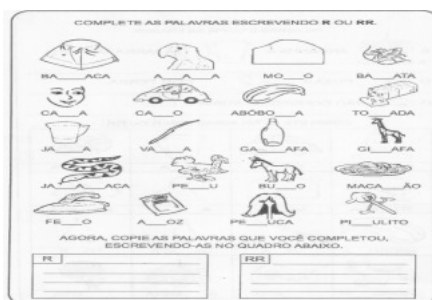 COMPLETE AS PALAVRAS ESCREVENDO R OU RR.
BA___ACA A___A___A MO___O BA___ATA
CA___A CA___O ABÓBO___A TO___ADA
JA___A VA___A GA___AFA GI___AFA
JA___A___ACA PE___U BU___O MACA___ÃO
FE___O A___OZ PE___UCA PI___ULITO
AGORA, COPIE AS PALAVRAS QUE VOCÊ COMPLETOU,
ESCREVENDO-AS NO QUADRO ABAIXO.
R RR